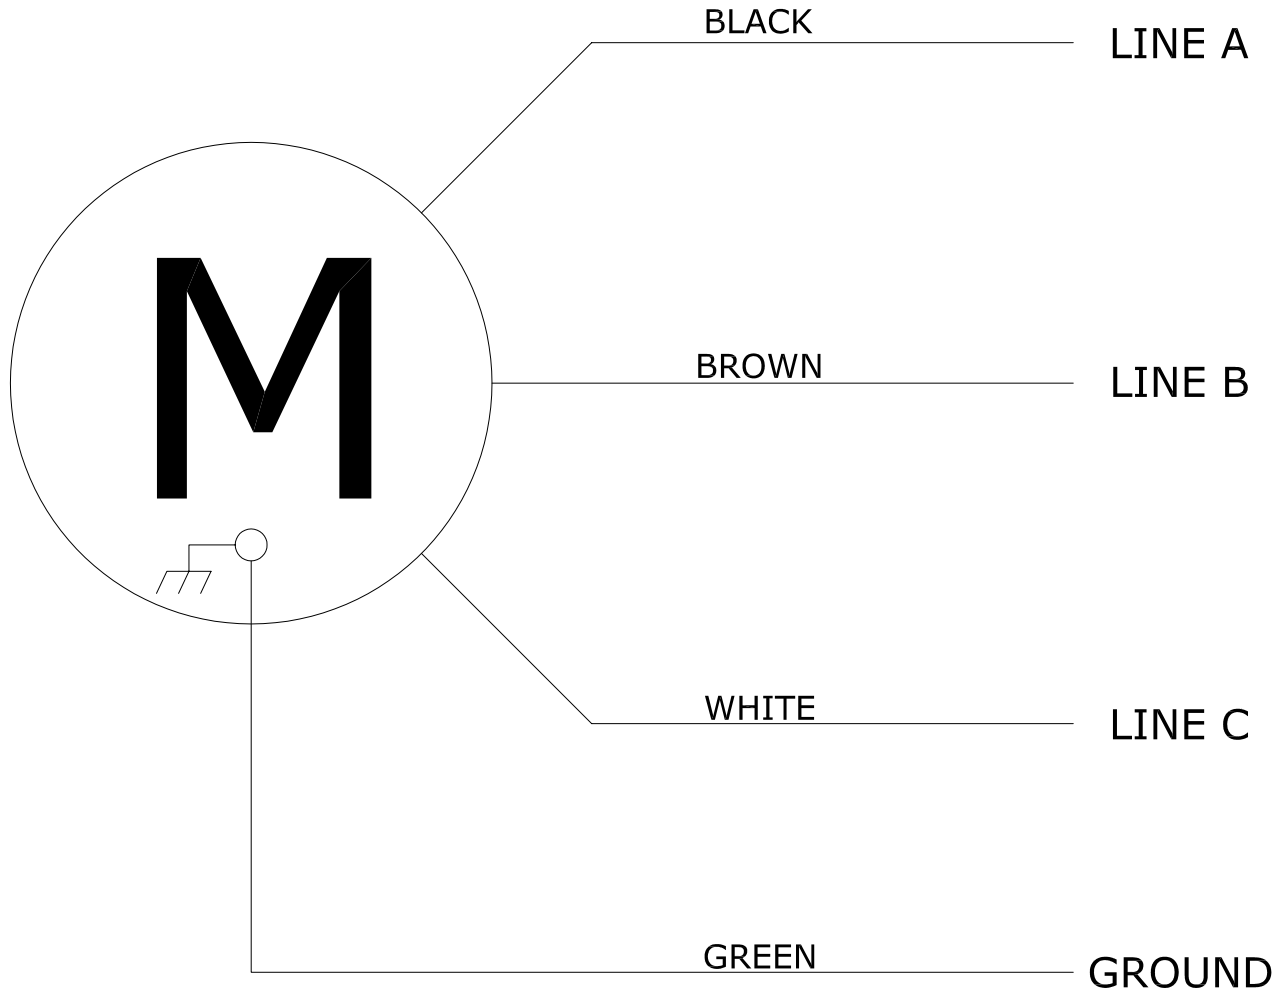 BLACK
LINE A
M
BROWN
LINE B
WHITE
LINE C
GREEN
GROUND